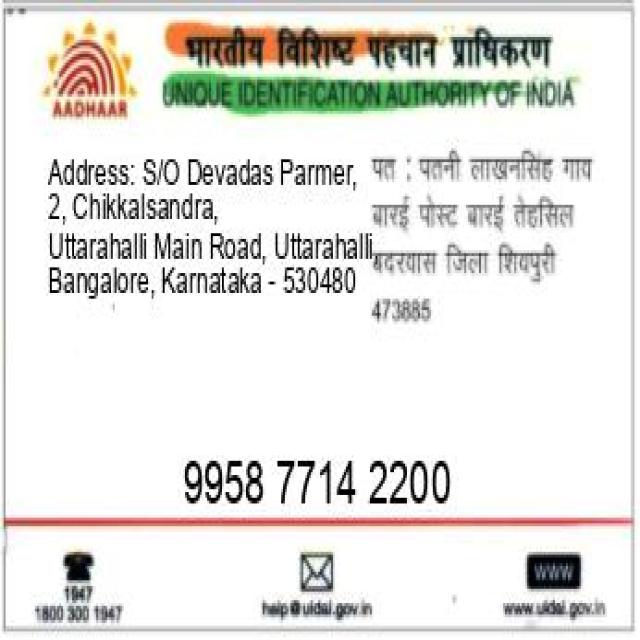 भारतीय विशिष्ट पहचान प्राधिकरण
AADHAAR
UNIQUE IDENTIFICATION AUTHORITY OF INDIA
Address: S/O Devadas Parmer,
2, Chikkalsandra,
Uttarahalli Main Road, Uttarahalli,
Bangalore, Karnataka - 530480
पत : पतनी लाखनसिंह गाय
बारई पोस्ट बारई तेहसिल
बदरवास जिला शिवपुरी
473885
9958 7714 2200
1947
1800 300 1947
help@uidai.gov.in
WWW
www.uidai.gov.in